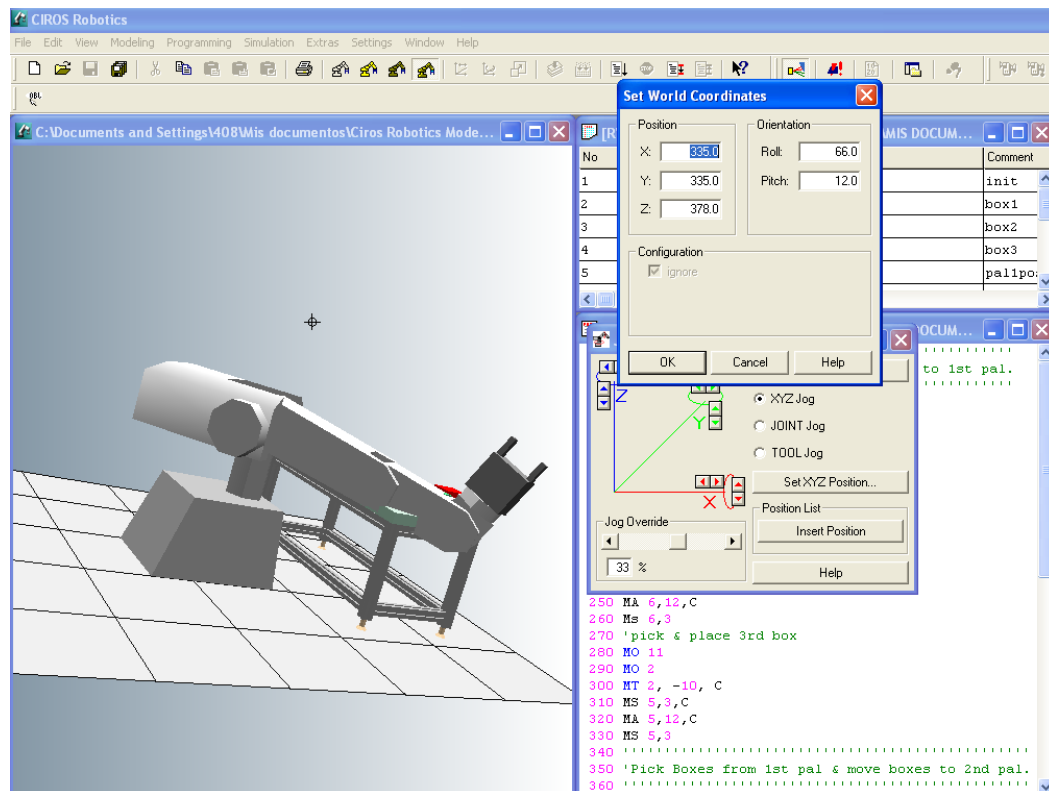 CIROS Robotics
File Edit View Modeling Programming Simulation Extras Settings Window Help
C:\Documents and Settings\408\Mis documentos\Ciros Robotics Mode...
MIS DOCUM...
No Comment
1 init
2 box1
3 box2
4 box3
5 pal1po
Set World Coordinates
Position
X: 335.0
Y: 335.0
Z: 378.0
Orientation
Roll: 66.0
Pitch: 12.0
Configuration
ignore
OK Cancel Help
OCUM...
to 1st pal.
Z
Y
X
XYZ Jog
JOINT Jog
TOOL Jog
Set XYZ Position...
Jog Override
33 %
Position List
Insert Position
Help
250 MA 6,12,C
260 Ms 6,3
270 'pick & place 3rd box
280 MO 11
290 MO 2
300 MT 2, -10, C
310 MS 5,3,C
320 MA 5,12,C
330 MS 5,3
340 ''''''''''''''''''''''''''''''''''''''''
350 'Pick Boxes from 1st pal & move boxes to 2nd pal.
360 ''''''''''''''''''''''''''''''''''''''''